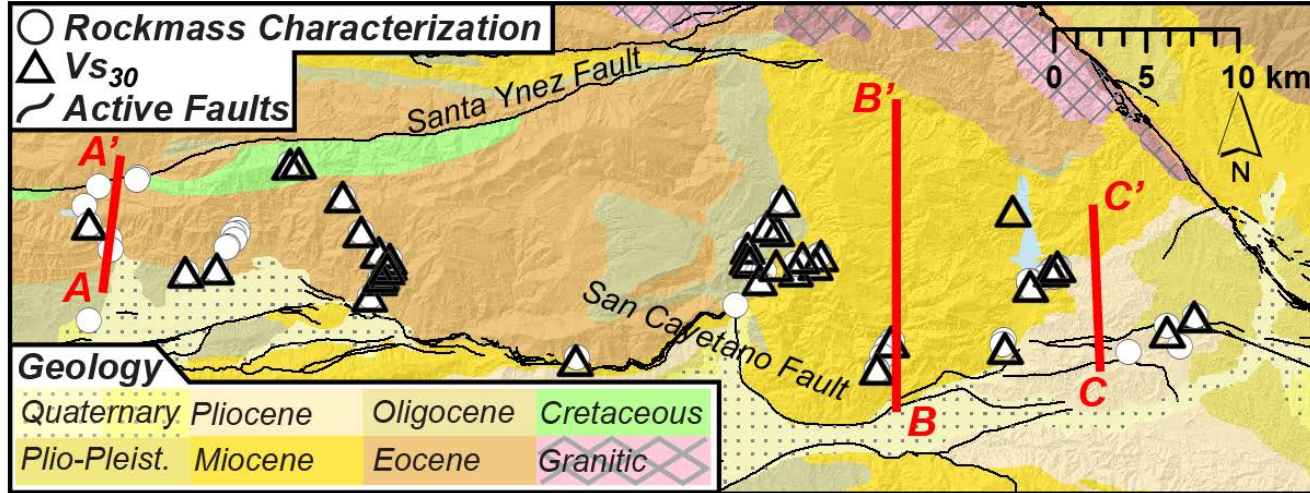 Rockmass Characterization
Vs30
Active Faults
Santa Ynez Fault
0 5 10 km
N
A'
A
B'
B
C'
C
San Cayetano Fault
Geology
Quaternary Pliocene Oligocene Cretaceous
Plio-Pleist. Miocene Eocene Granitic